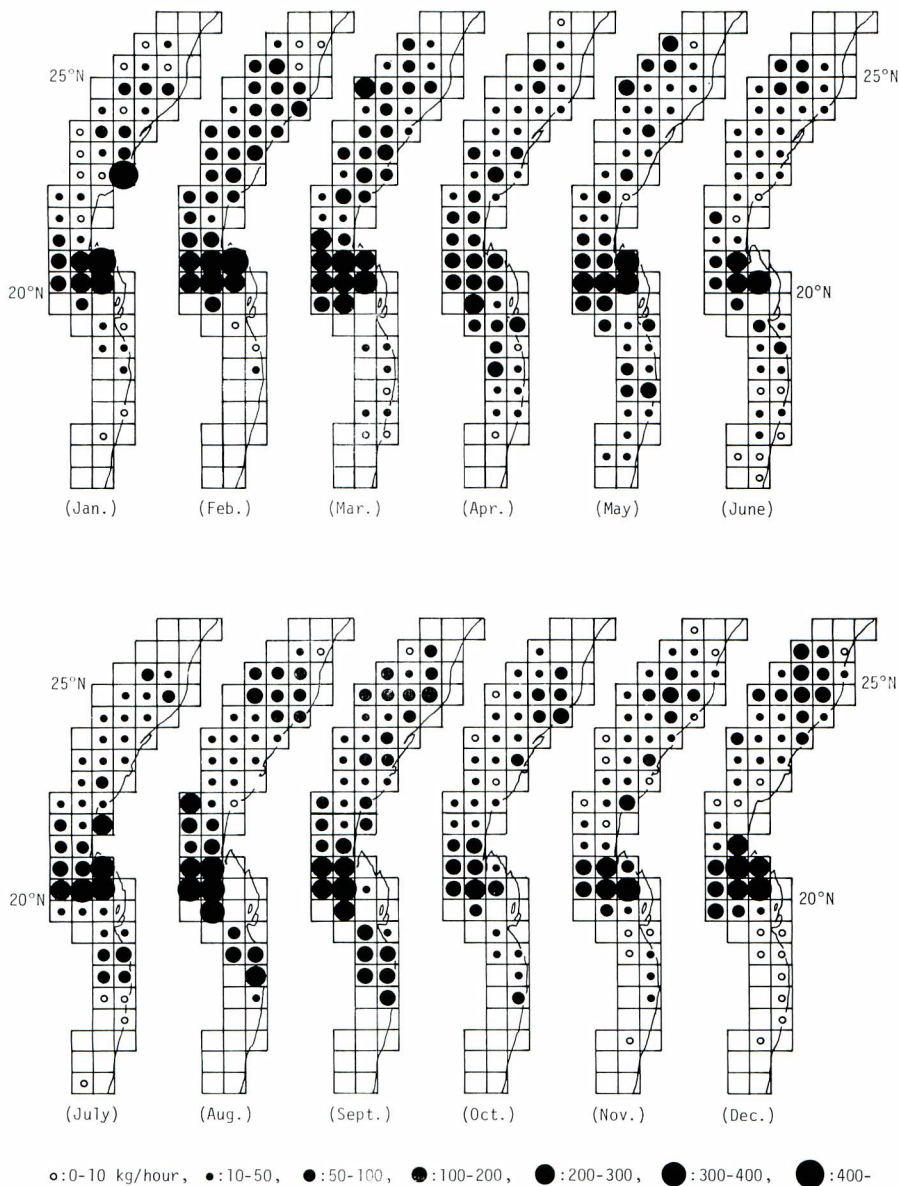 25°N
25°N
20°N
20°N
(Jan.) (Feb.) (Mar.) (Apr.) (May) (June)
25°N
25°N
20°N
20°N
(July) (Aug.) (Sept.) (Oct.) (Nov.) (Dec.)
:0-10 kg/hour, :10-50, :50-100, :100-200, :200-300, :300-400, :400-